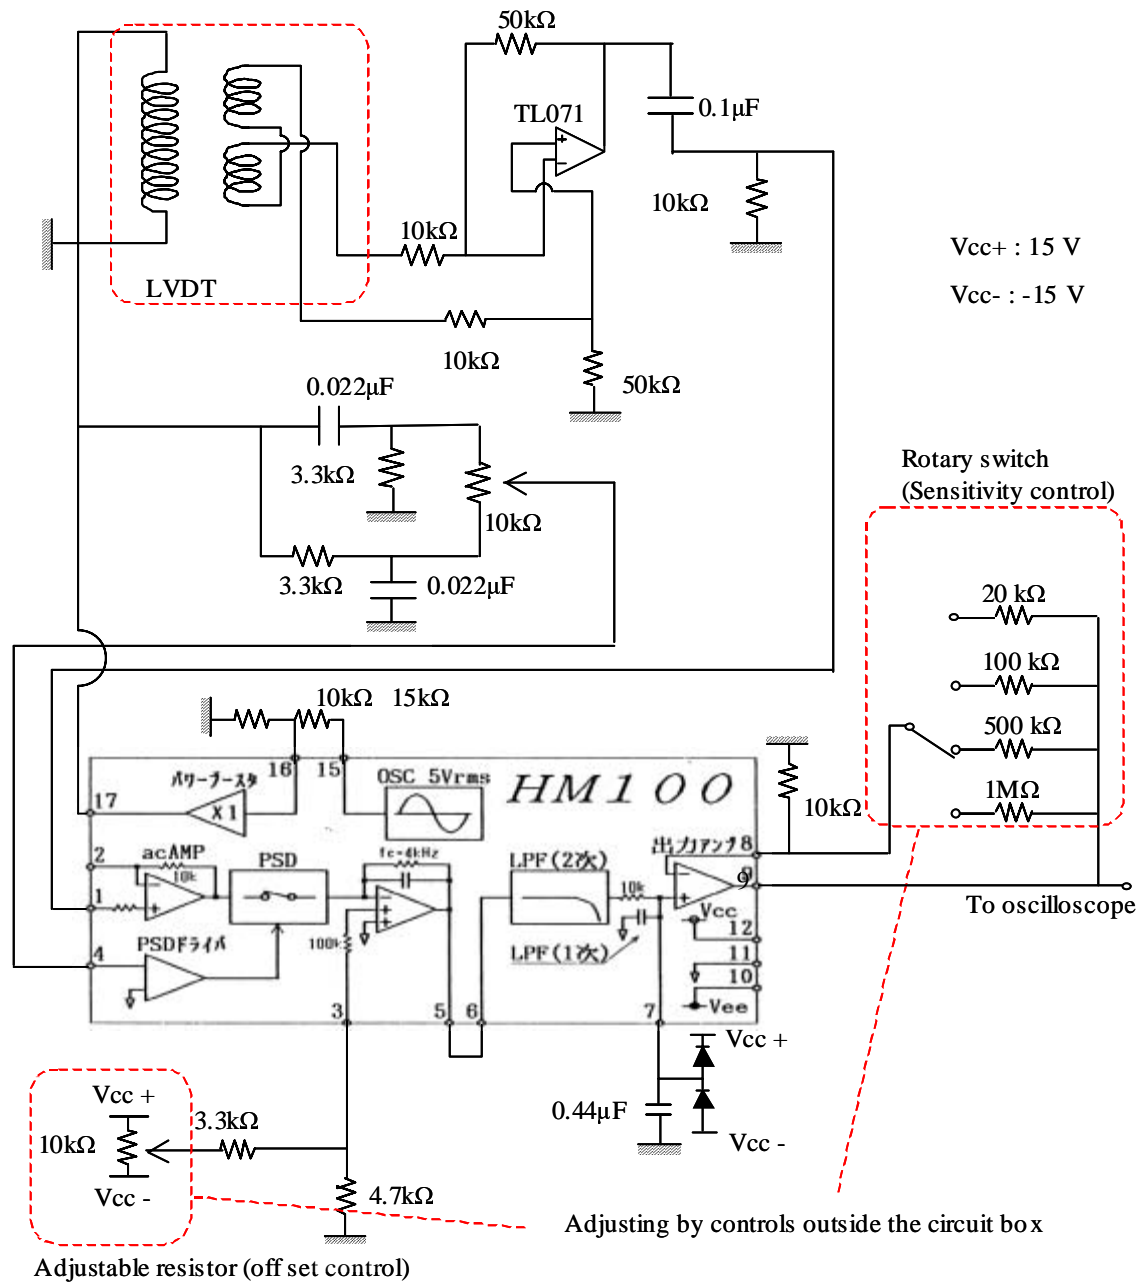 50kΩ
TL071
0.1μF
10kΩ
10kΩ
Vcc+ : 15 V
Vcc- : -15 V
LVDT
10kΩ
50kΩ
0.022μF
3.3kΩ
10kΩ
3.3kΩ
0.022μF
Rotary switch
(Sensitivity control)
20 kΩ
100 kΩ
500 kΩ
1MΩ
10kΩ 15kΩ
10kΩ
パワーブースタ
16
15
OSC 5Vrms
HM100
17
X1
2
acAMP
10k
PSD
fc=4kHz
LPF(2次)
出力アンプ
8
1
10k
9
To oscilloscope
Vcc
12
PSDドライバ
100k
LPF(1次)
11
4
10
Vee
3
5
6
7
Vcc +
0.44μF
Vcc -
Vcc +
10kΩ
3.3kΩ
Vcc -
4.7kΩ
Adjusting by controls outside the circuit box
Adjustable resistor (off set control)